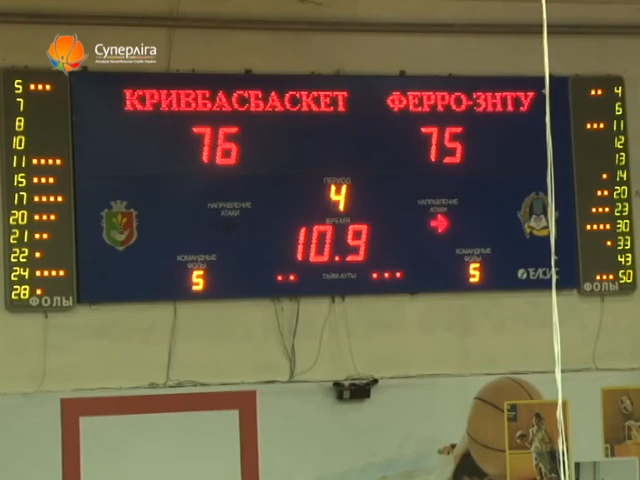 Суперліга
КРИВБАСБАСКЕТ ФЕРРО-ЗНТУ
76 75
ПЕРИОД
4
НАПРАВЛЕНИЕ
АТАКИ
НАПРАВЛЕНИЕ
АТАКИ
ВРЕМЯ
10.9
КОМАНДНЫЕ
ФОЛЫ
5
КОМАНДНЫЕ
ФОЛЫ
5
ТАЙМ-АУТЫ
ТЕЛСИС
5
7
8
10
11
15
17
20
21
22
24
28
ФОЛЫ
4
6
11
12
13
14
20
23
30
33
43
50
ФОЛЫ